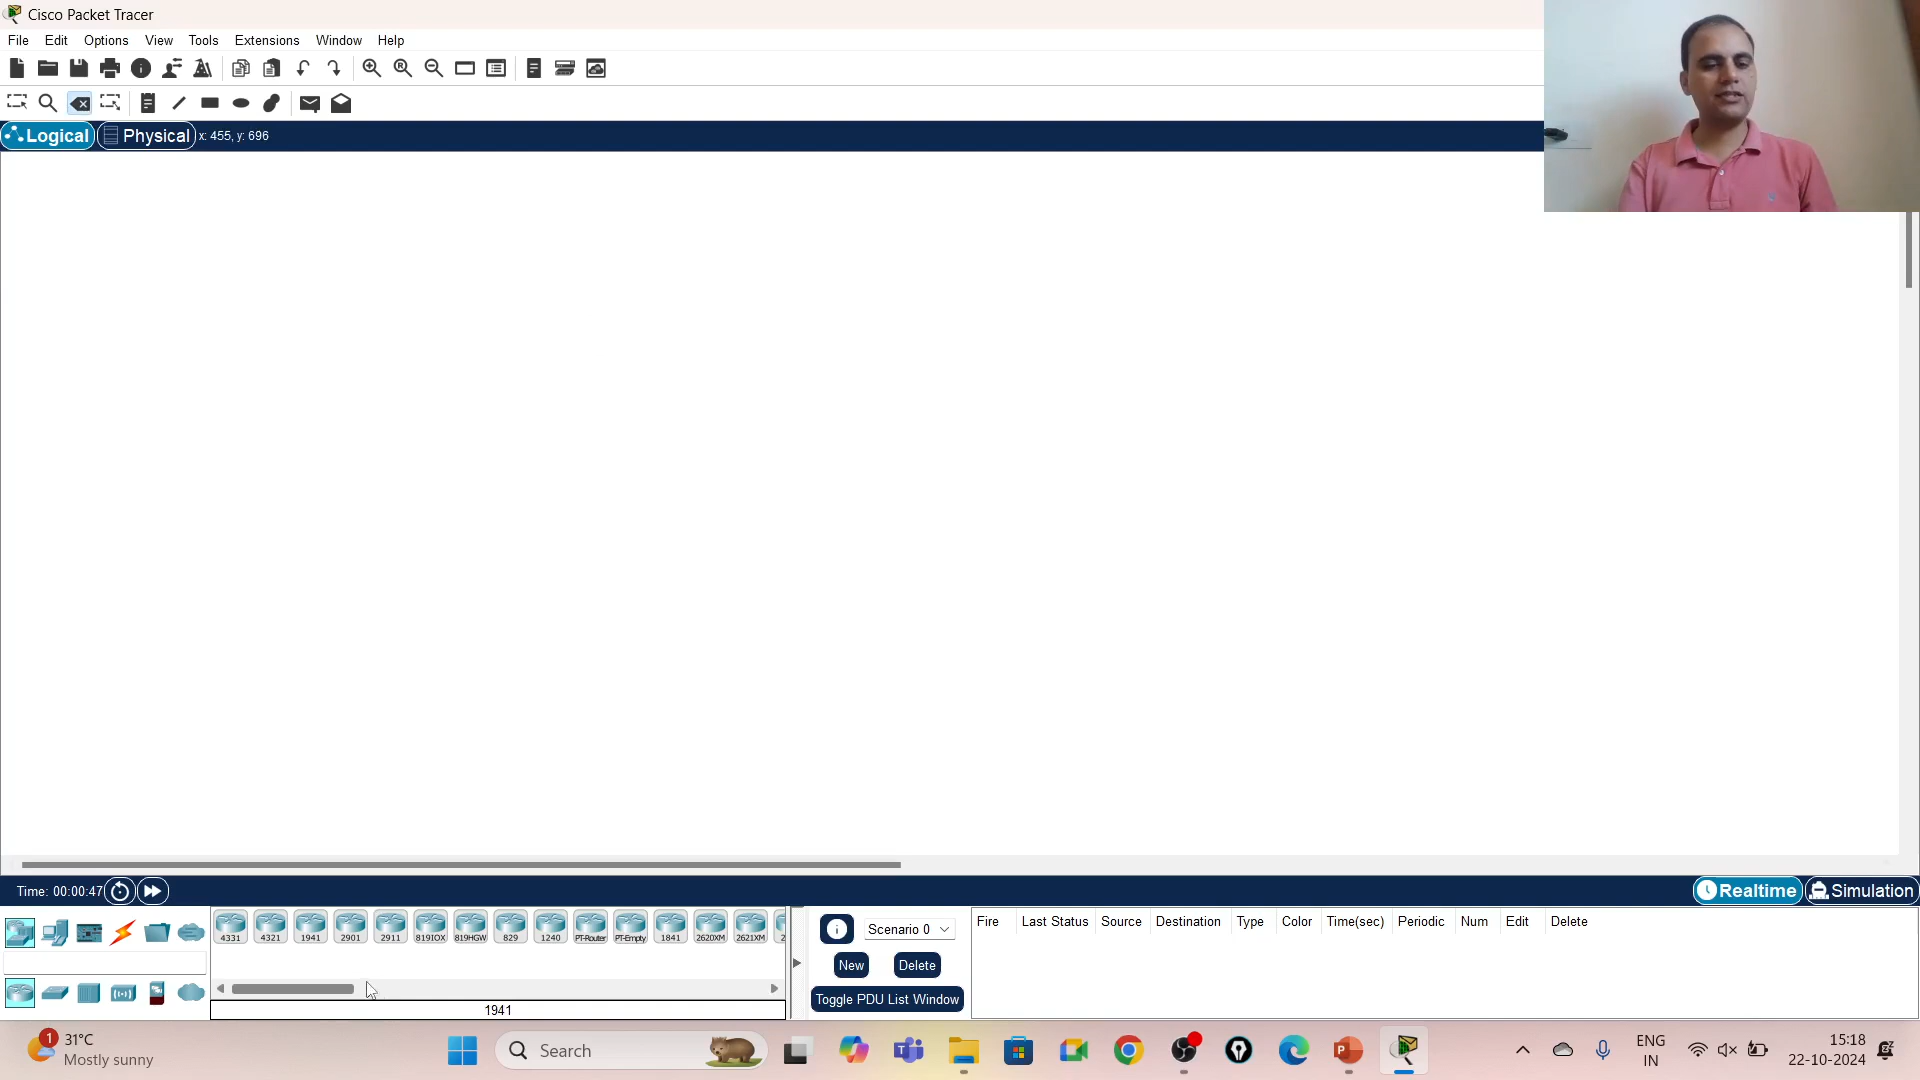 Cisco Packet Tracer
File Edit Options View Tools Extensions Window Help
Logical Physical x: 455, y: 696
Time: 00:00:47
Realtime Simulation
4331 4321 1941 2901 2911 819IOX 819HGW 829 1240 PT-Router PT-Empty 1841 2620XM 2621XM 2
1941
Scenario 0
New Delete
Toggle PDU List Window
Fire Last Status Source Destination Type Color Time(sec) Periodic Num Edit Delete
1 31°C
Mostly sunny
Search
ENG
IN
15:18
22-10-2024